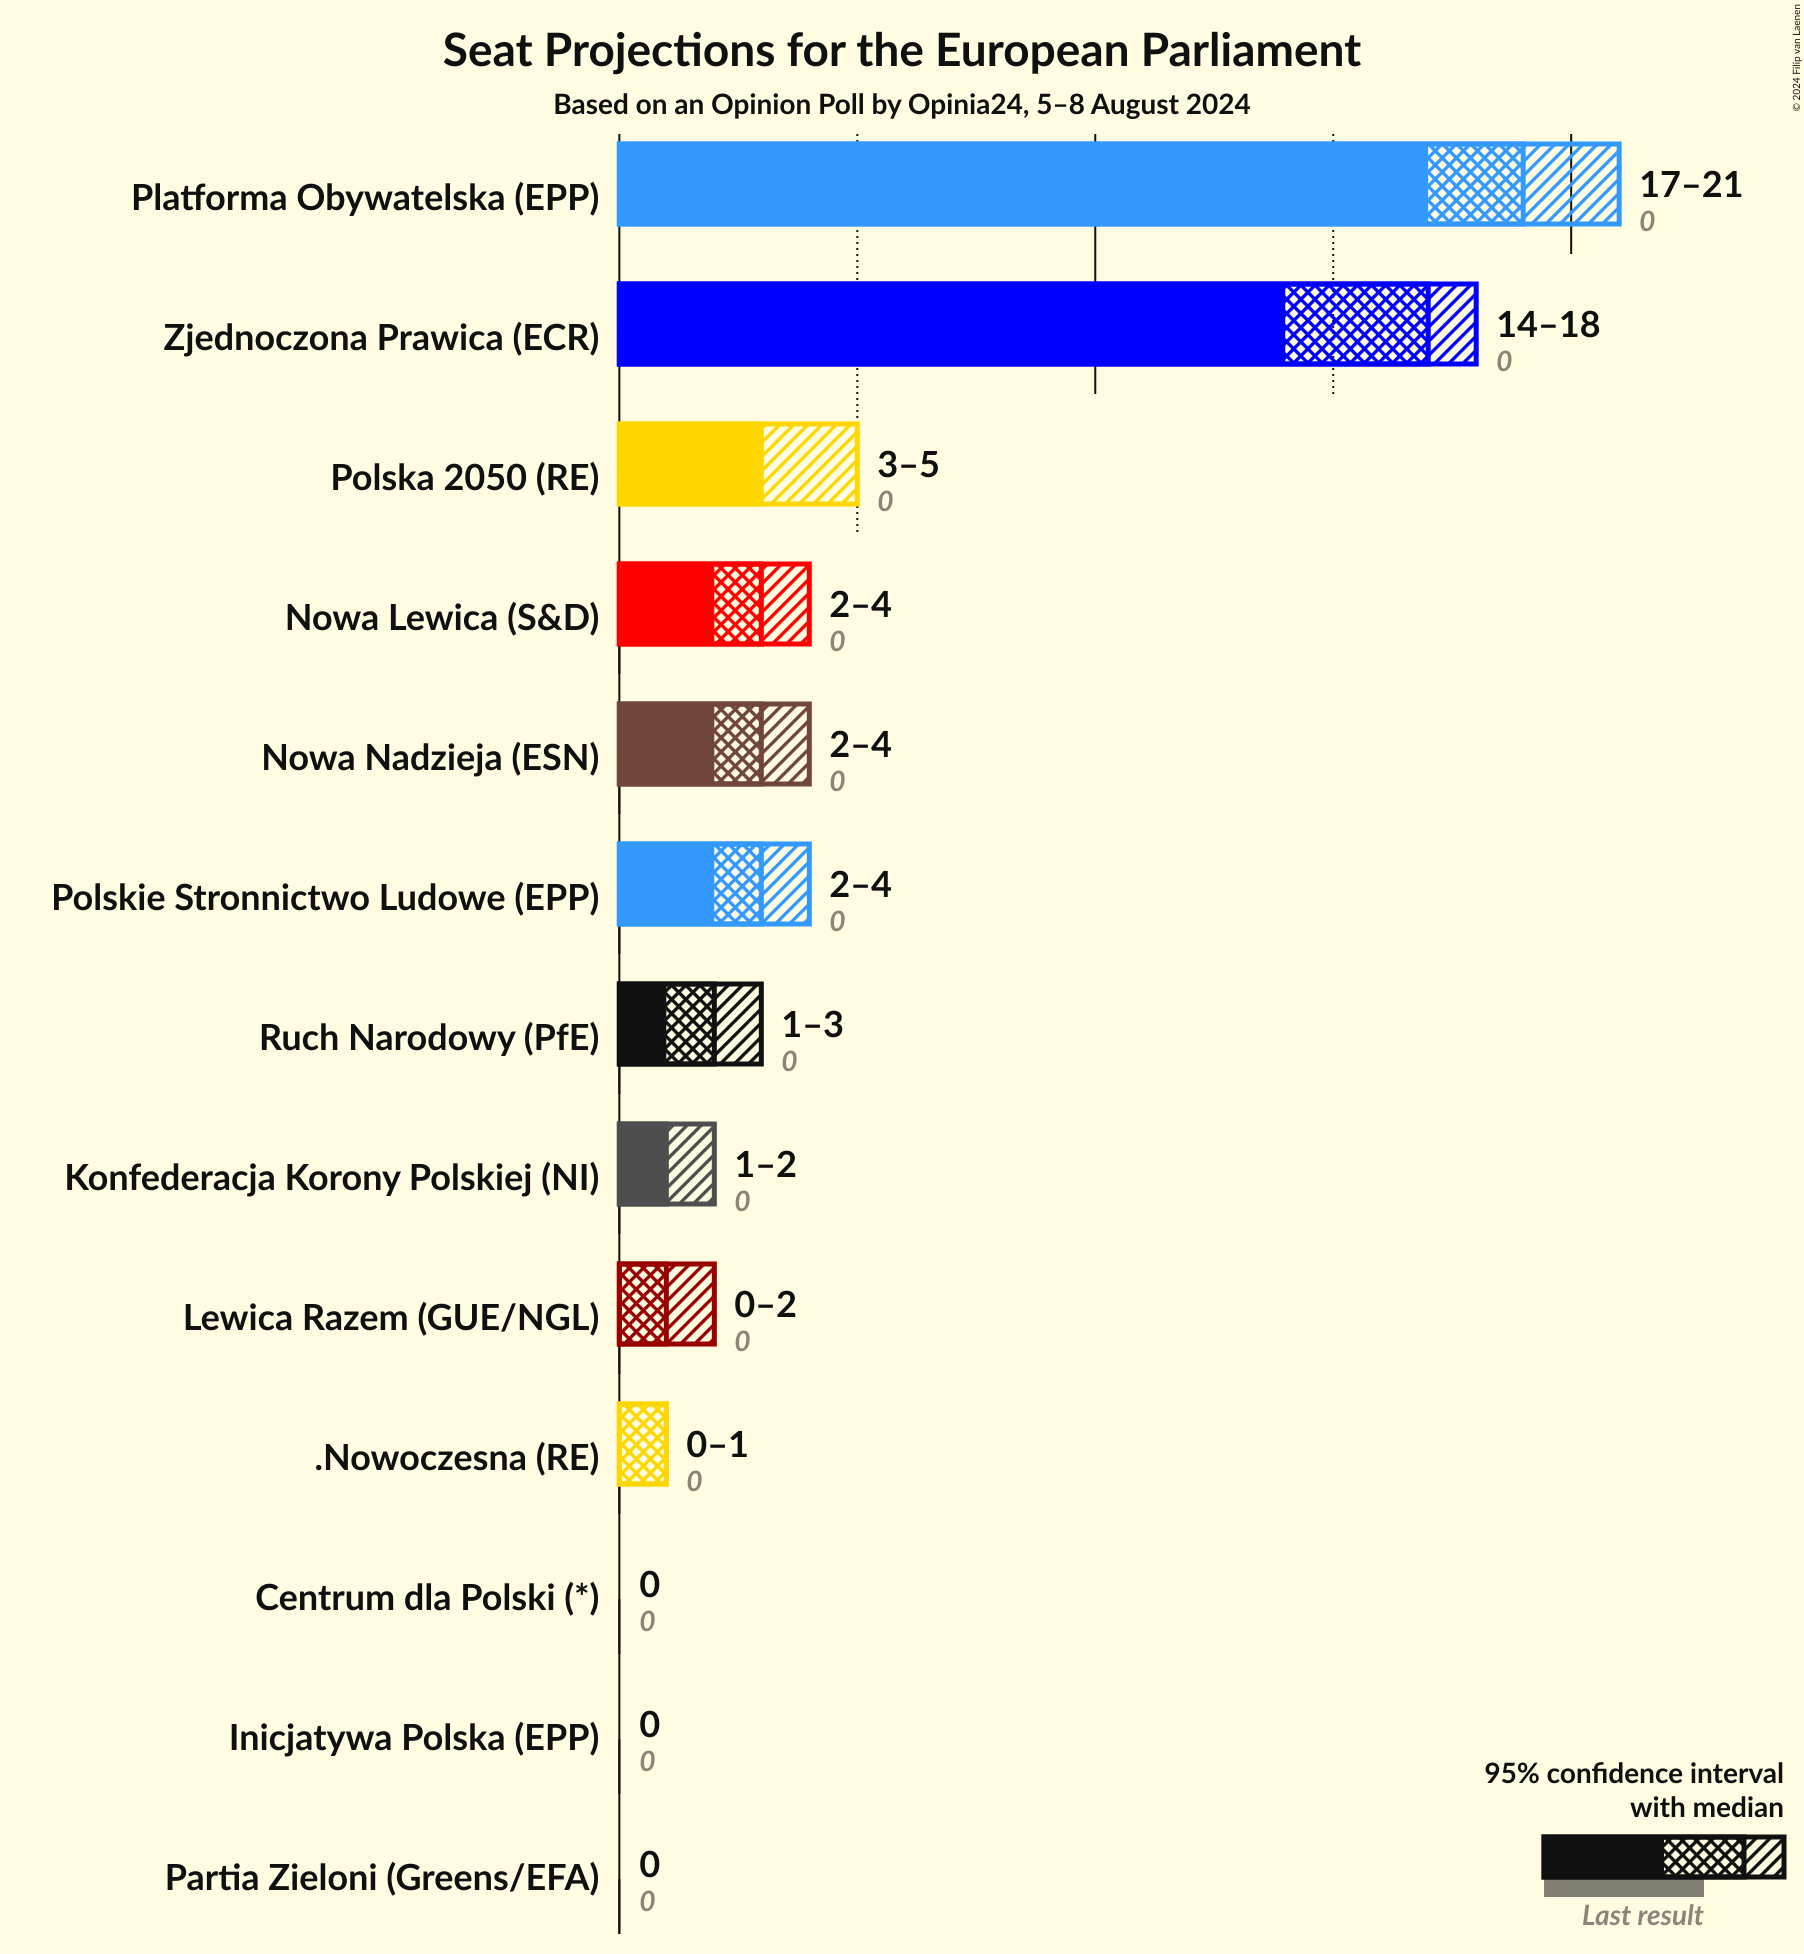 Seat Projections for the European Parliament
Based on an Opinion Poll by Opinia24, 5–8 August 2024
© 2024 Filip van Laenen
Platforma Obywatelska (EPP)
17–21
0
Zjednoczona Prawica (ECR)
14–18
0
Polska 2050 (RE)
3–5
0
Nowa Lewica (S&D)
2–4
0
Nowa Nadzieja (ESN)
2–4
0
Polskie Stronnictwo Ludowe (EPP)
2–4
0
Ruch Narodowy (PfE)
1–3
0
Konfederacja Korony Polskiej (NI)
1–2
0
Lewica Razem (GUE/NGL)
0–2
0
.Nowoczesna (RE)
0–1
0
Centrum dla Polski (*)
0
0
Inicjatywa Polska (EPP)
0
0
Partia Zieloni (Greens/EFA)
0
0
95% confidence interval
with median
Last result